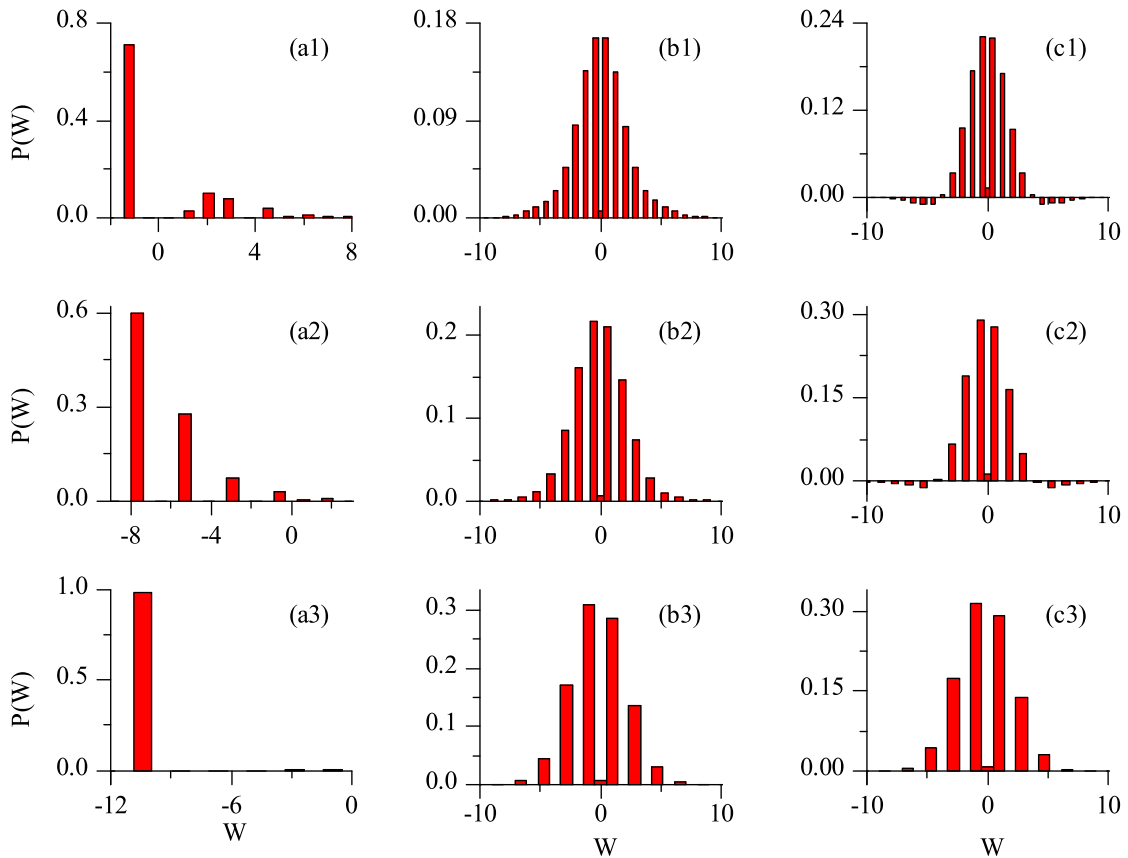 0.8 (a1) 0.18 (b1) 0.24 (c1)
P(W) 0.4 0.09 0.12
0.0 0.00 0.00
0 4 8 -10 0 10 -10 0 10
0.6 (a2) 0.2 (b2) 0.30 (c2)
P(W) 0.3 0.1 0.15
0.0 0.0 0.00
-8 -4 0 -10 0 10 -10 0 10
1.0 (a3) 0.3 (b3) 0.30 (c3)
P(W) 0.5 0.2 0.15
0.1
0.0 0.0 0.00
-12 -6 0 -10 0 10 -10 0 10
W W W